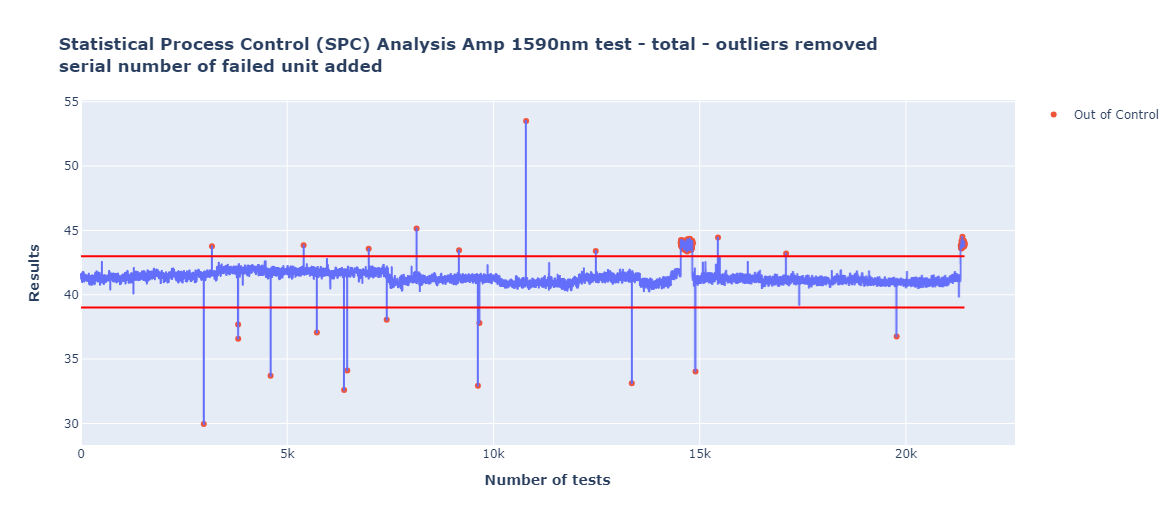 Statistical Process Control (SPC) Analysis Amp 1590nm test - total - outliers removed
serial number of failed unit added
Out of Control
55
50
45
40
35
30
Results
0
5k
10k
15k
20k
Number of tests